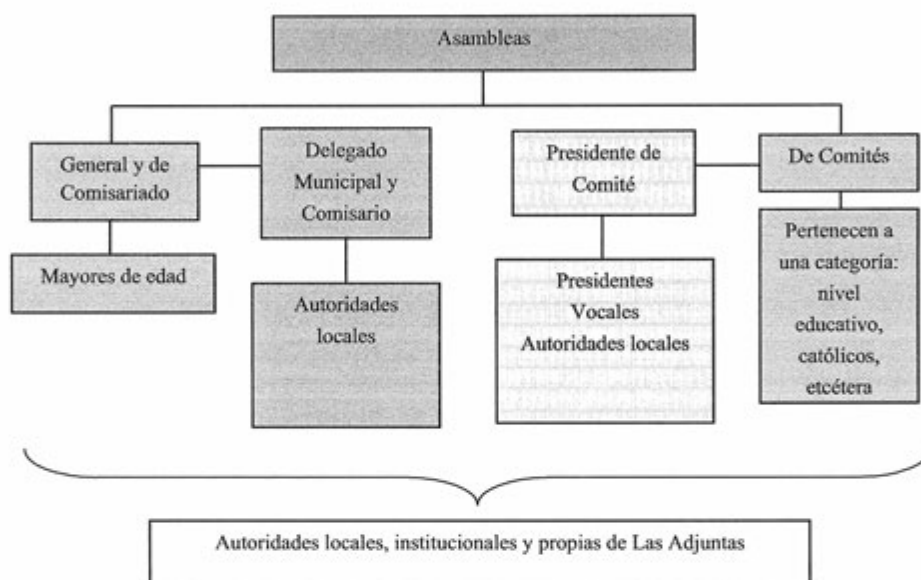 Asambleas
General y de
Comisariado
Delegado
Municipal y
Comisario
Presidente de
Comité
De Comités
Mayores de edad
Autoridades
locales
Presidentes
Vocales
Autoridades locales
Pertenecen a
una categoría:
nivel
educativo,
católicos,
etcétera
Autoridades locales, institucionales y propias de Las Adjuntas